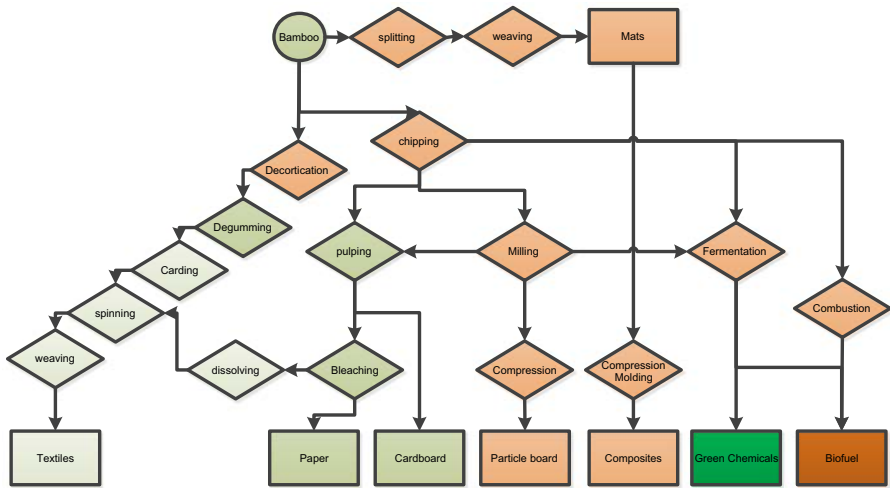 Bamboo
splitting
weaving
Mats
chipping
Decortication
Degumming
pulping
Milling
Fermentation
Carding
spinning
Combustion
weaving
dissolving
Bleaching
Compression
Compression
Molding
Textiles
Paper
Cardboard
Particle board
Composites
Green Chemicals
Biofuel